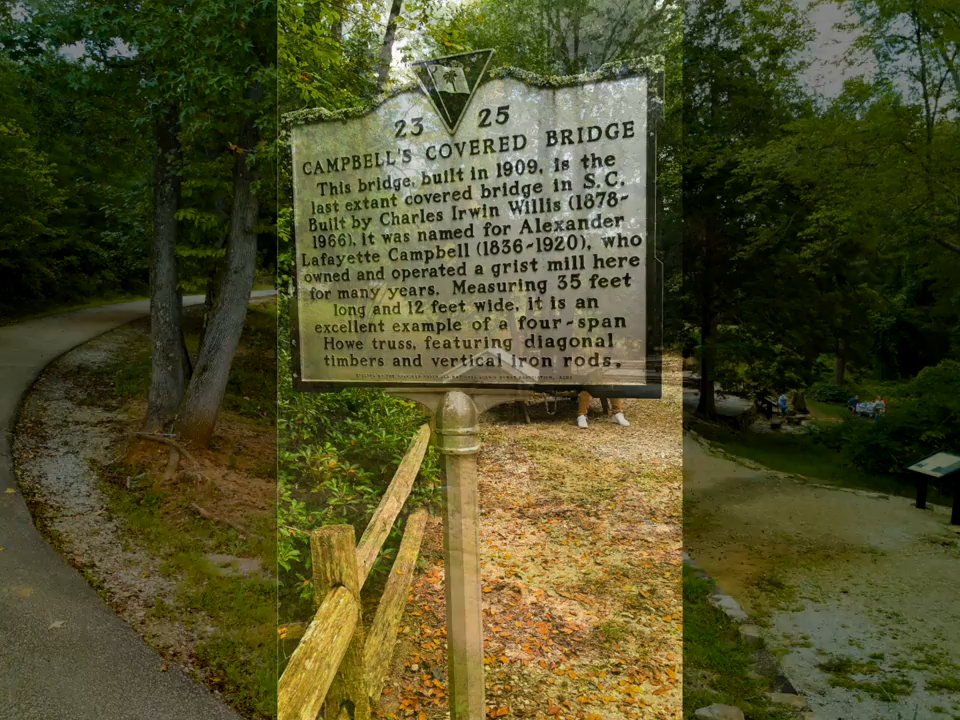 23 25
CAMPBELL'S COVERED BRIDGE
This bridge, built in 1909, is the
last extant covered bridge in S.C.
Built by Charles Irwin Willis (1878-
1966), it was named for Alexander
Lafayette Campbell (1836-1920), who
owned and operated a grist mill here
for many years. Measuring 35 feet
long and 12 feet wide, it is an
excellent example of a four-span
Howe truss, featuring diagonal
timbers and vertical iron rods.